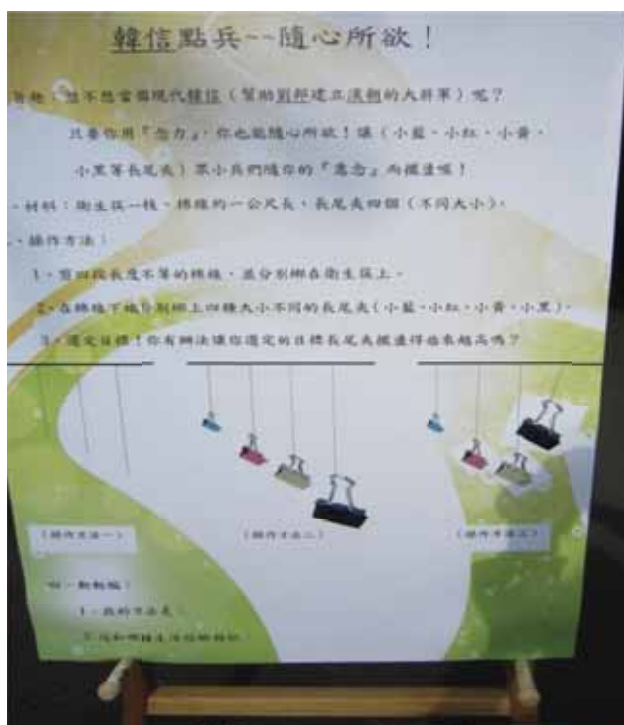 韓信點兵~~隨心所欲!
想不想當個現代韓信(幫助劉邦建立漢朝的大將軍)呢?
只要你用『念力』,你也能隨心所欲!讓(小藍、小紅、小黃、
小黑等長尾夾)眾小兵們隨你的『意念』而擺盪喔!
、材料:衛生筷一枝、棉線約一公尺長、長尾夾四個(不同大小)。
、操作方法:
1、剪四段長度不等的棉線,並分別綁在衛生筷上。
2、在棉線下端分別綁上四種大小不同的長尾夾(小藍、小紅、小黃、小黑)。
3、選定目標!你有辦法讓你選定的目標長尾夾擺盪得越來越高嗎?
(操作方法一)
(操作方法二)
(操作方法三)
動動腦:
1、我的方法是